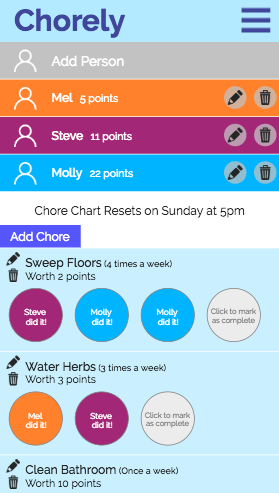 Chorely
Add Person
Mel 5 points
Steve 11 points
Molly 22 points
Chore Chart Resets on Sunday at 5pm
Add Chore
Sweep Floors (4 times a week)
Worth 2 points
Steve did it!
Molly did it!
Molly did it!
Click to mark as complete
Water Herbs (3 times a week)
Worth 3 points
Mel did it!
Steve did it!
Click to mark as complete
Clean Bathroom (Once a week)
Worth 10 points